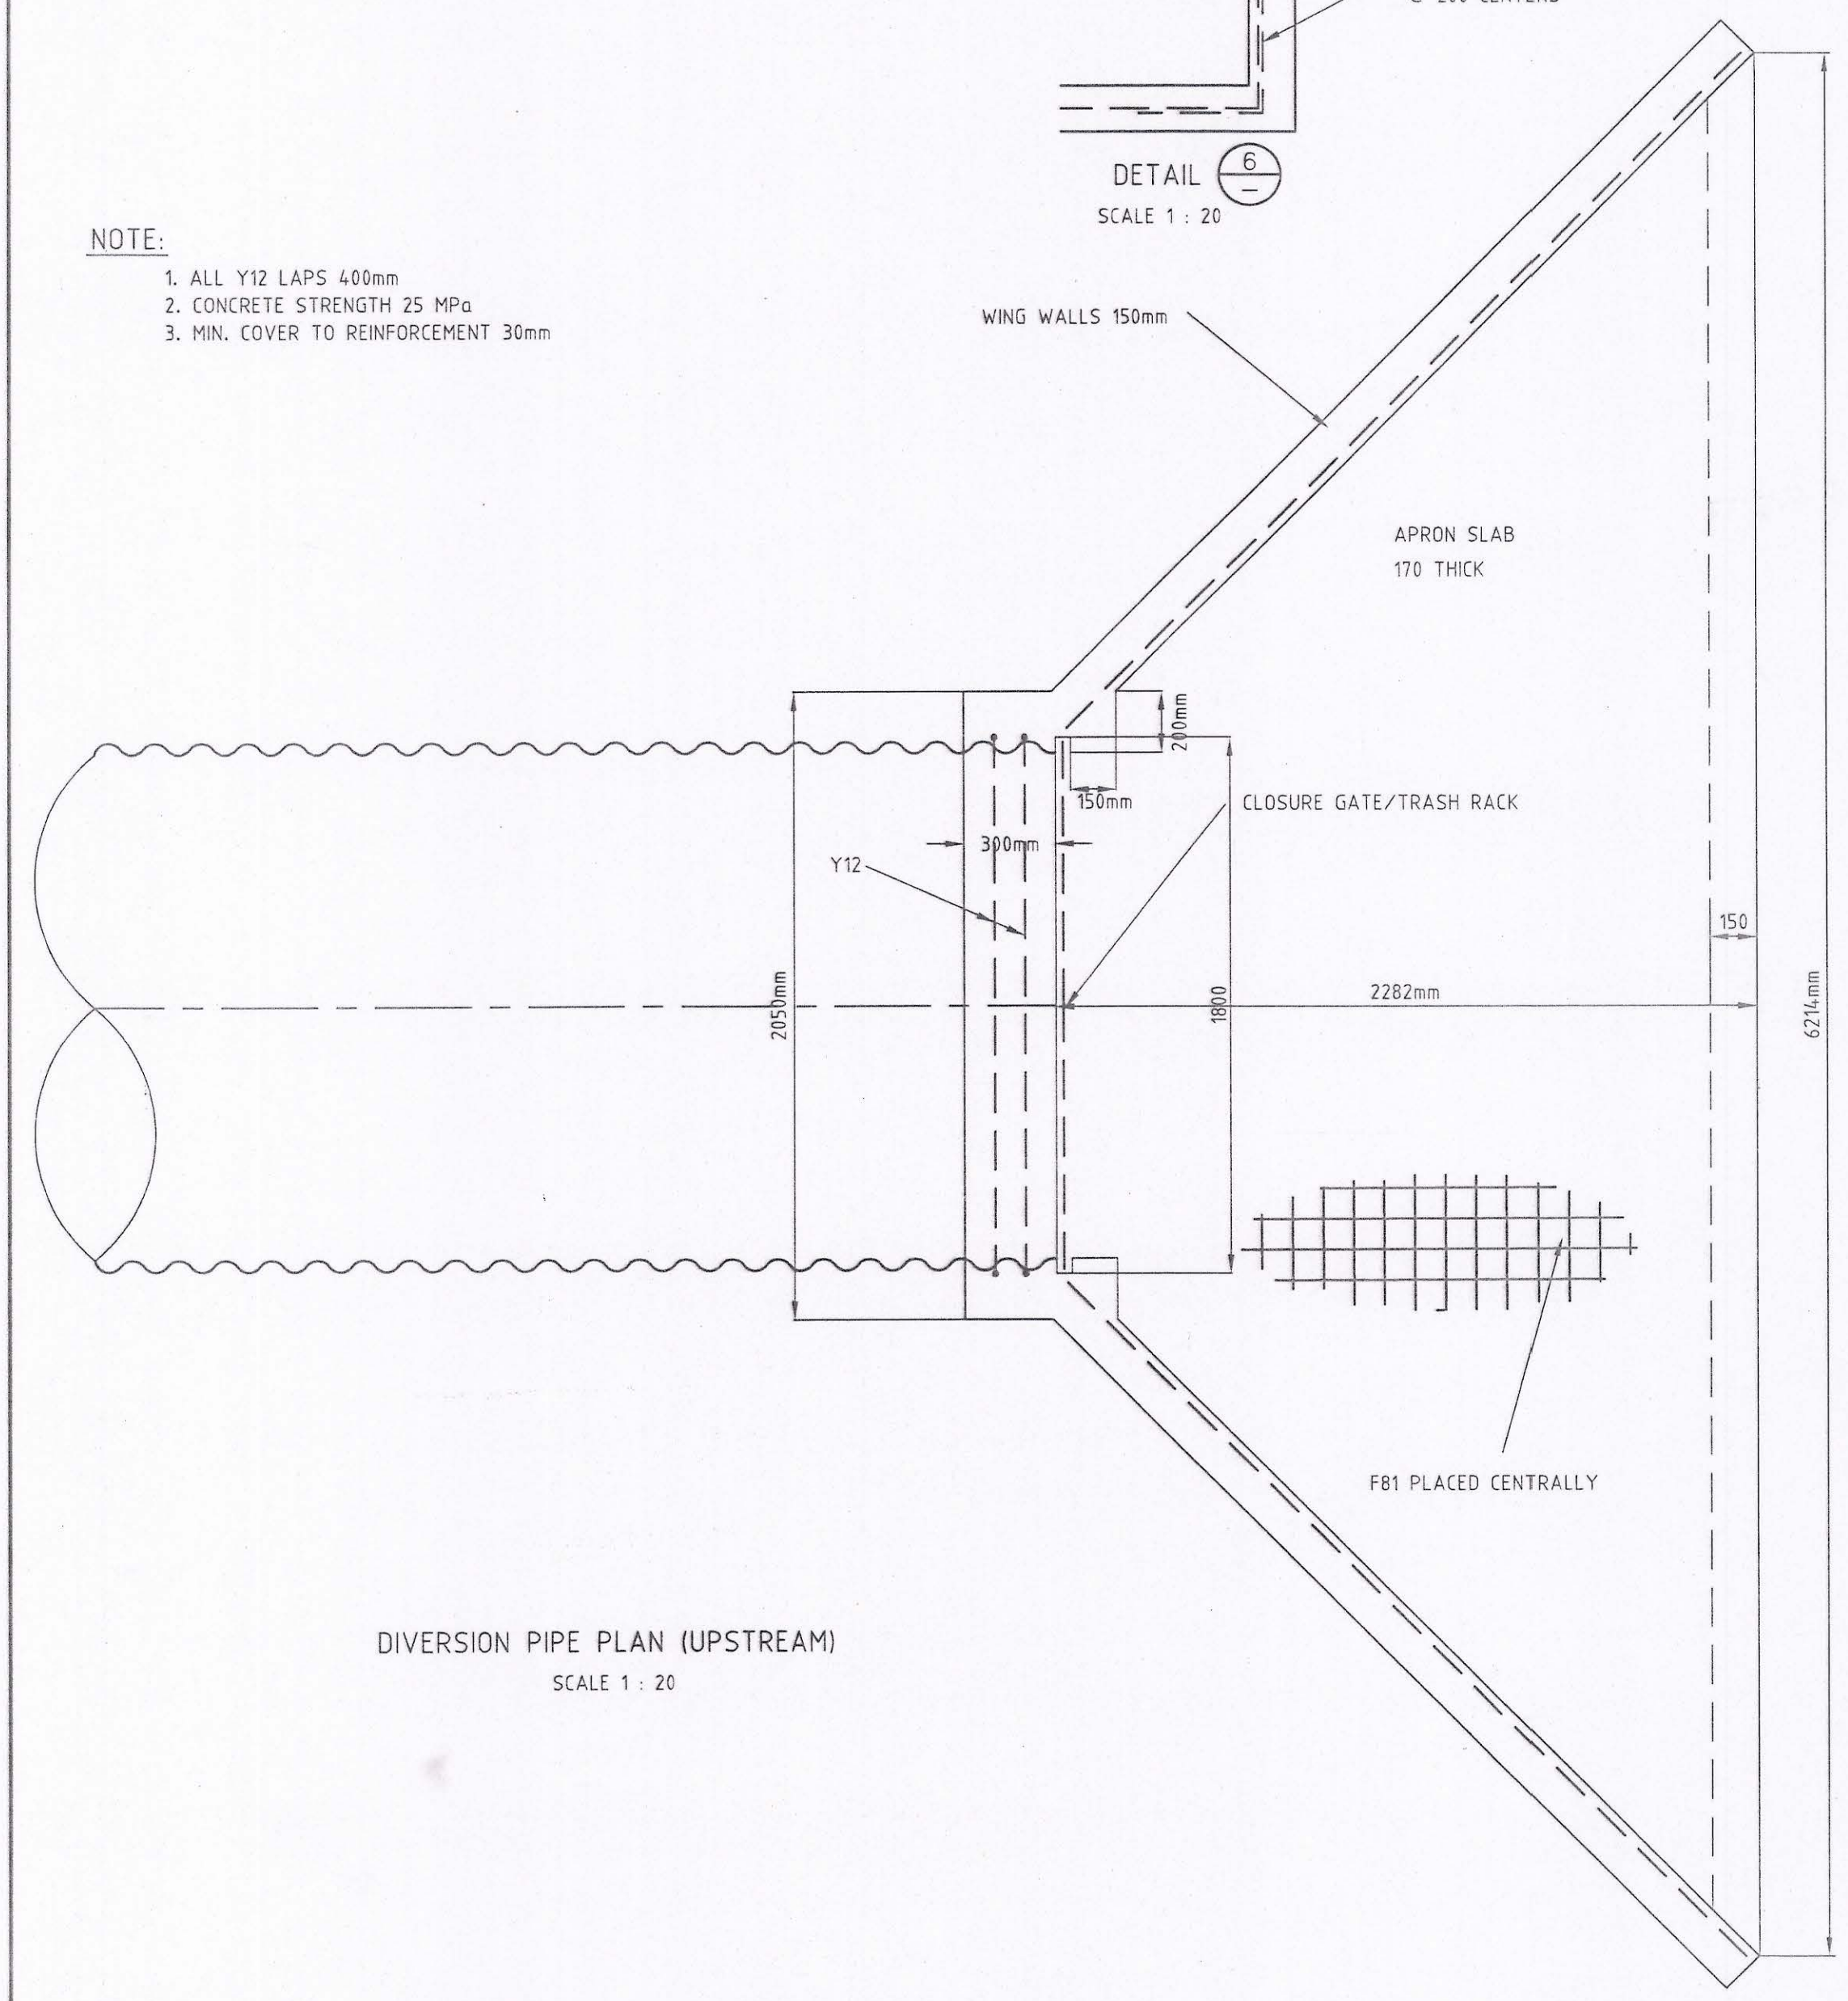 DETAIL 6
–
SCALE 1 : 20
NOTE:
1. ALL Y12 LAPS 400mm
2. CONCRETE STRENGTH 25 MPa
3. MIN. COVER TO REINFORCEMENT 30mm
WING WALLS 150mm
APRON SLAB
170 THICK
200mm
150mm
CLOSURE GATE/TRASH RACK
300mm
Y12
150
2050mm
1800
2282mm
6214mm
F81 PLACED CENTRALLY
DIVERSION PIPE PLAN (UPSTREAM)
SCALE 1 : 20